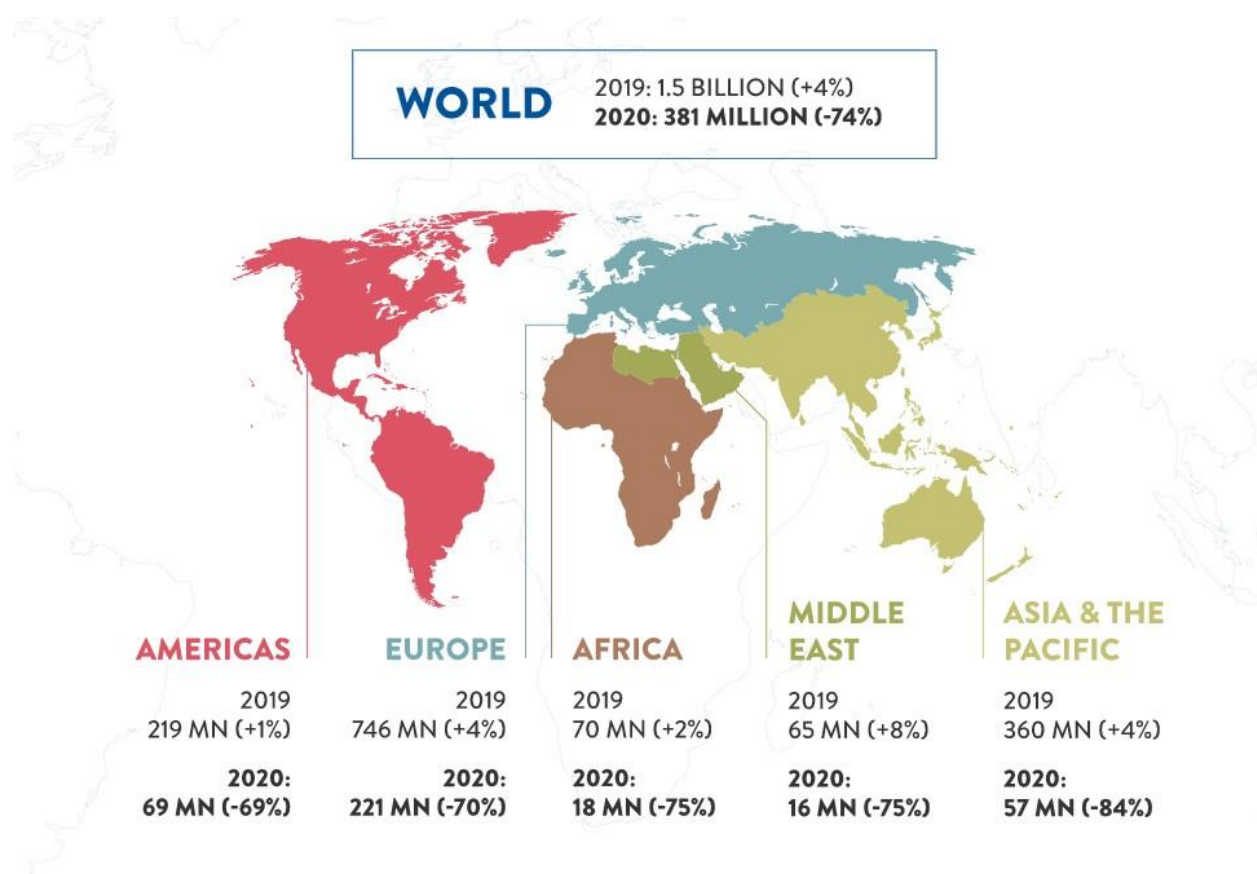 WORLD
2019: 1.5 BILLION (+4%)
2020: 381 MILLION (-74%)
AMERICAS
2019
219 MN (+1%)
2020:
69 MN (-69%)
EUROPE
2019
746 MN (+4%)
2020:
221 MN (-70%)
AFRICA
2019
70 MN (+2%)
2020:
18 MN (-75%)
MIDDLE
EAST
2019
65 MN (+8%)
2020:
16 MN (-75%)
ASIA & THE
PACIFIC
2019
360 MN (+4%)
2020:
57 MN (-84%)